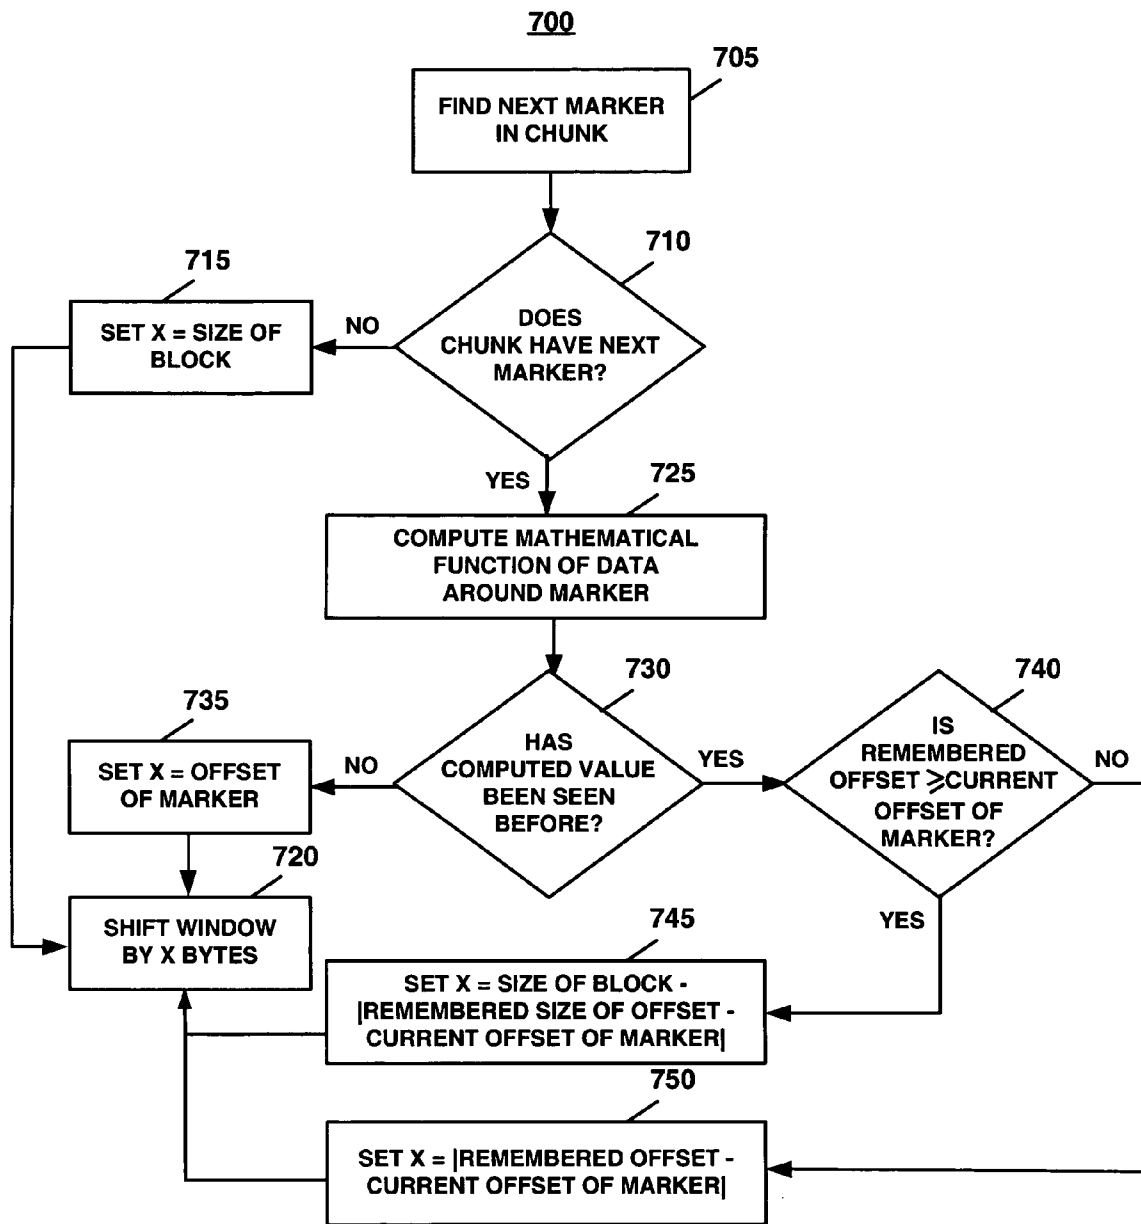 700
705
FIND NEXT MARKER
IN CHUNK
710
DOES
CHUNK HAVE NEXT
MARKER?
NO
715
SET X = SIZE OF
BLOCK
YES
725
COMPUTE MATHEMATICAL
FUNCTION OF DATA
AROUND MARKER
730
HAS
COMPUTED VALUE
BEEN SEEN
BEFORE?
NO
735
SET X = OFFSET
OF MARKER
720
SHIFT WINDOW
BY X BYTES
YES
740
IS
REMEMBERED
OFFSET ⩾CURRENT
OFFSET OF
MARKER?
NO
YES
745
SET X = SIZE OF BLOCK -
|REMEMBERED SIZE OF OFFSET -
CURRENT OFFSET OF MARKER|
750
SET X = |REMEMBERED OFFSET -
CURRENT OFFSET OF MARKER|